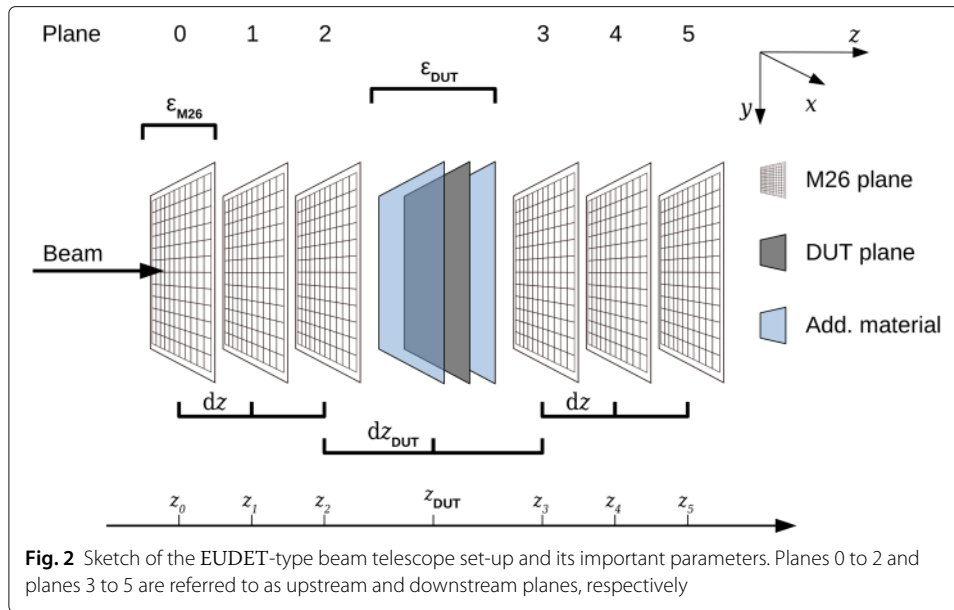 Plane 0 1 2 3 4 5
z
x
y
ε_DUT
ε_M26
M26 plane
Beam
DUT plane
Add. material
dz dz
dz_DUT
z_0 z_1 z_2 z_DUT z_3 z_4 z_5
Fig. 2 Sketch of the EUDET-type beam telescope set-up and its important parameters. Planes 0 to 2 and
planes 3 to 5 are referred to as upstream and downstream planes, respectively